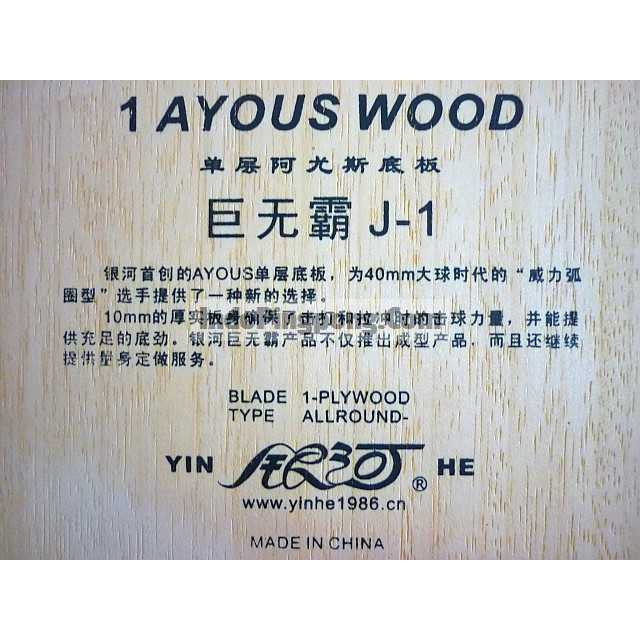 1 AYOUS WOOD
单层阿尤斯底板
巨无霸 J-1
银河首创的AYOUS单层底板，为40mm大球时代的“威力弧
圈型”选手提供了一种新的选择。
10mm的厚实板身确保了击打和拉冲时的击球力量，并能提
供充足的底劲。银河巨无霸产品不仅推出成型产品，而且还继续
提供量身定做服务。
BLADE 1-PLYWOOD
TYPE ALLROUND-
YIN 银河® HE
www.yinhe1986.cn
MADE IN CHINA